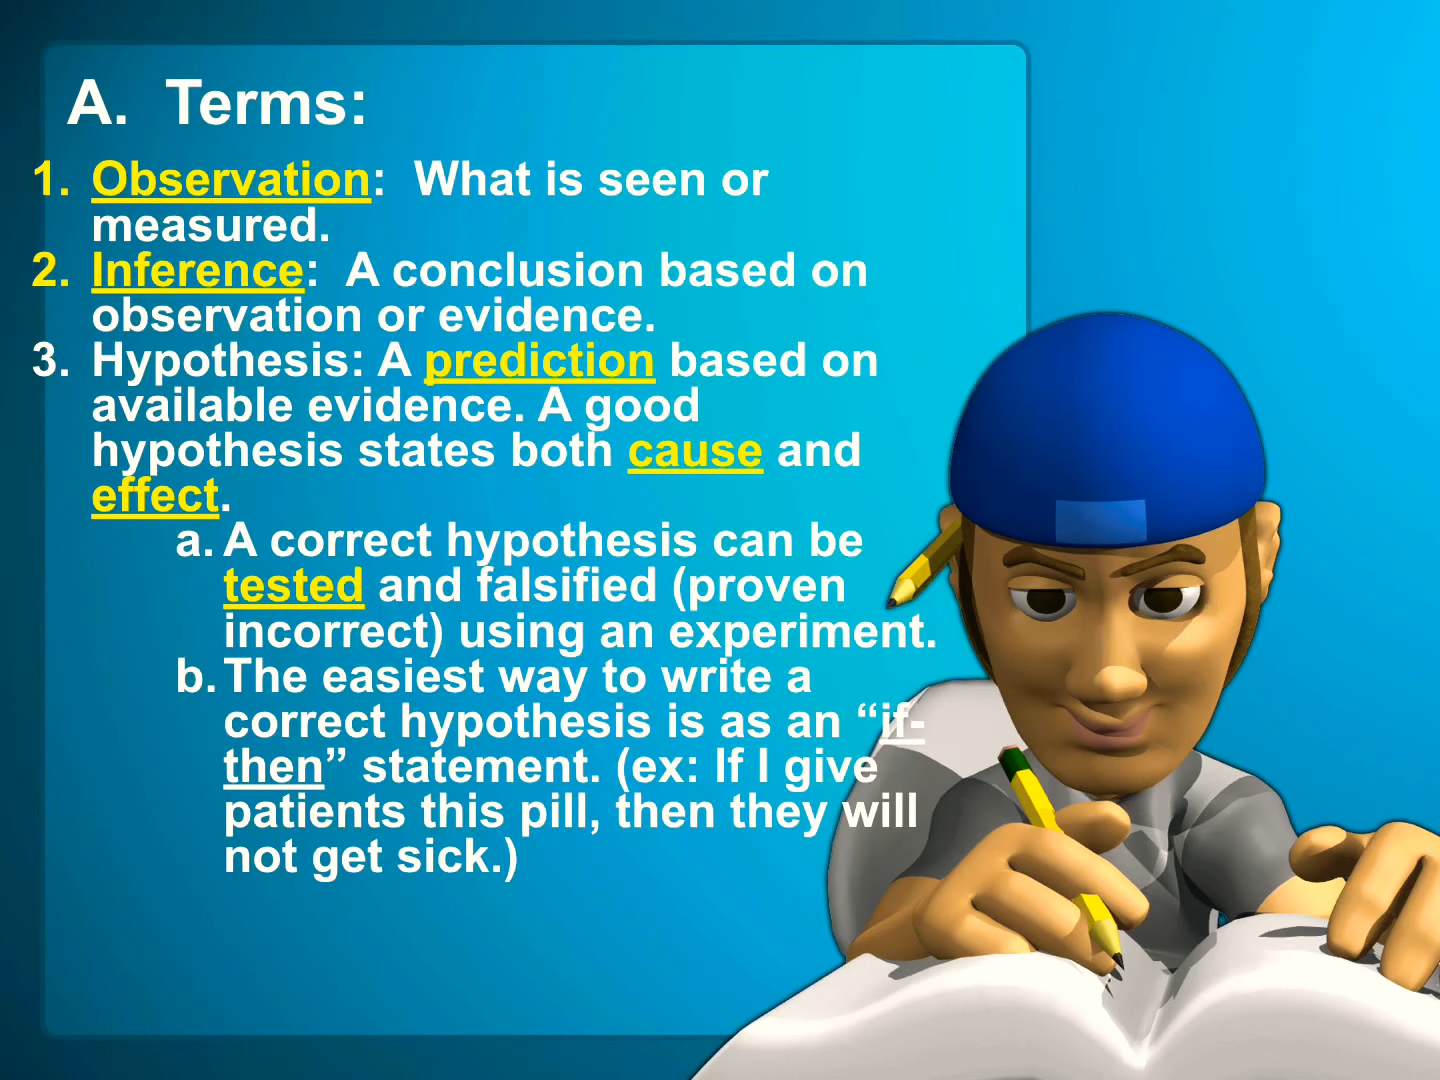 A.  Terms:
1. Observation:  What is seen or
measured.
2. Inference:  A conclusion based on
observation or evidence.
3. Hypothesis: A prediction based on
available evidence. A good
hypothesis states both cause and
effect.
a. A correct hypothesis can be
tested and falsified (proven
incorrect) using an experiment.
b. The easiest way to write a
correct hypothesis is as an “if-
then” statement. (ex: If I give
patients this pill, then they will
not get sick.)